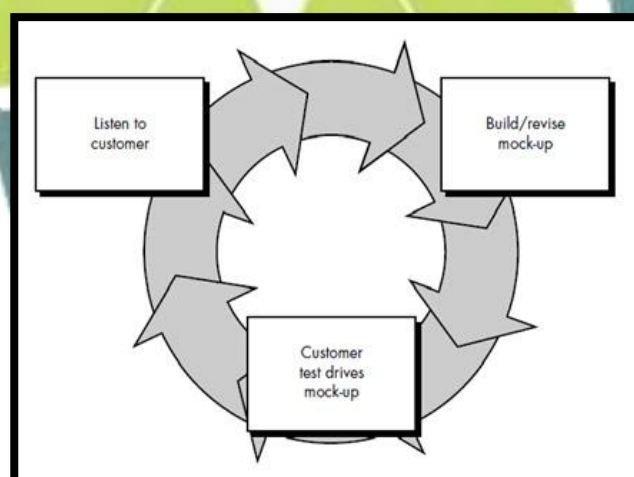 Listen to
customer
Build/revise
mock-up
Customer
test drives
mock-up